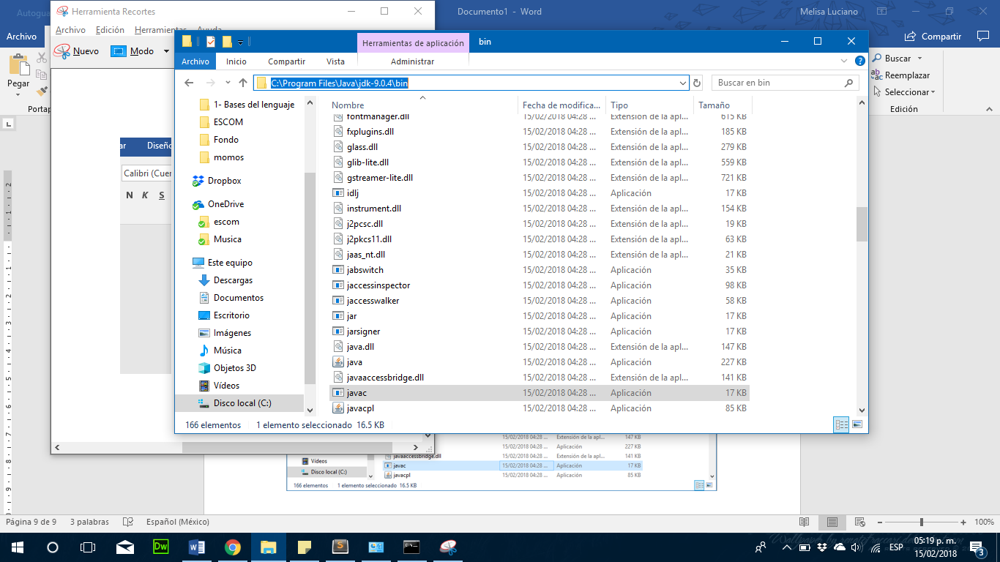 Autogua
Documento1 - Word
Melisa Luciano
Herramienta Recortes
Archivo Edición Herramientas Ayuda
Nuevo Modo
Archivo
Compartir
Pegar
Portap
Buscar
Reemplazar
Seleccionar
Edición
Herramientas de aplicación bin
Archivo Inicio Compartir Vista Administrar
C:\Program Files\Java\jdk-9.0.4\bin
Buscar en bin
ar Diseño
Calibri (Cuer
N K S
1- Bases del lenguaje
ESCOM
Fondo
momos
Dropbox
OneDrive
escom
Musica
Este equipo
Descargas
Documentos
Escritorio
Imágenes
Música
Objetos 3D
Vídeos
Disco local (C:)
Nombre Fecha de modifica... Tipo Tamaño
fontmanager.dll 15/02/2018 04:28 ... Extensión de la apl... 615 KB
fxplugins.dll 15/02/2018 04:28 ... Extensión de la apl... 185 KB
glass.dll 15/02/2018 04:28 ... Extensión de la apl... 279 KB
glib-lite.dll 15/02/2018 04:28 ... Extensión de la apl... 559 KB
gstreamer-lite.dll 15/02/2018 04:28 ... Extensión de la apl... 721 KB
idlj 15/02/2018 04:28 ... Aplicación 17 KB
instrument.dll 15/02/2018 04:28 ... Extensión de la apl... 154 KB
j2pcsc.dll 15/02/2018 04:28 ... Extensión de la apl... 19 KB
j2pkcs11.dll 15/02/2018 04:28 ... Extensión de la apl... 63 KB
jaas_nt.dll 15/02/2018 04:28 ... Extensión de la apl... 21 KB
jabswitch 15/02/2018 04:28 ... Aplicación 35 KB
jaccessinspector 15/02/2018 04:28 ... Aplicación 98 KB
jaccesswalker 15/02/2018 04:28 ... Aplicación 58 KB
jar 15/02/2018 04:28 ... Aplicación 17 KB
jarsigner 15/02/2018 04:28 ... Aplicación 17 KB
java.dll 15/02/2018 04:28 ... Extensión de la apl... 147 KB
java 15/02/2018 04:28 ... Aplicación 227 KB
javaaccessbridge.dll 15/02/2018 04:28 ... Extensión de la apl... 141 KB
javac 15/02/2018 04:28 ... Aplicación 17 KB
javacpl 15/02/2018 04:28 ... Aplicación 85 KB
166 elementos 1 elemento seleccionado 16.5 KB
15/02/2018 04:28 ... Extensión de la apl... 147 KB
15/02/2018 04:28 ... Aplicación 227 KB
javaaccessbridge.dll 15/02/2018 04:28 ... Extensión de la apl... 141 KB
Vídeos javac 15/02/2018 04:28 ... Aplicación 17 KB
Disco local (C:) javacpl 15/02/2018 04:28 ... Aplicación 85 KB
166 elementos 1 elemento seleccionado 16.5 KB
Página 9 de 9 3 palabras Español (México) 100%
ESP
05:19 p. m.
15/02/2018
3